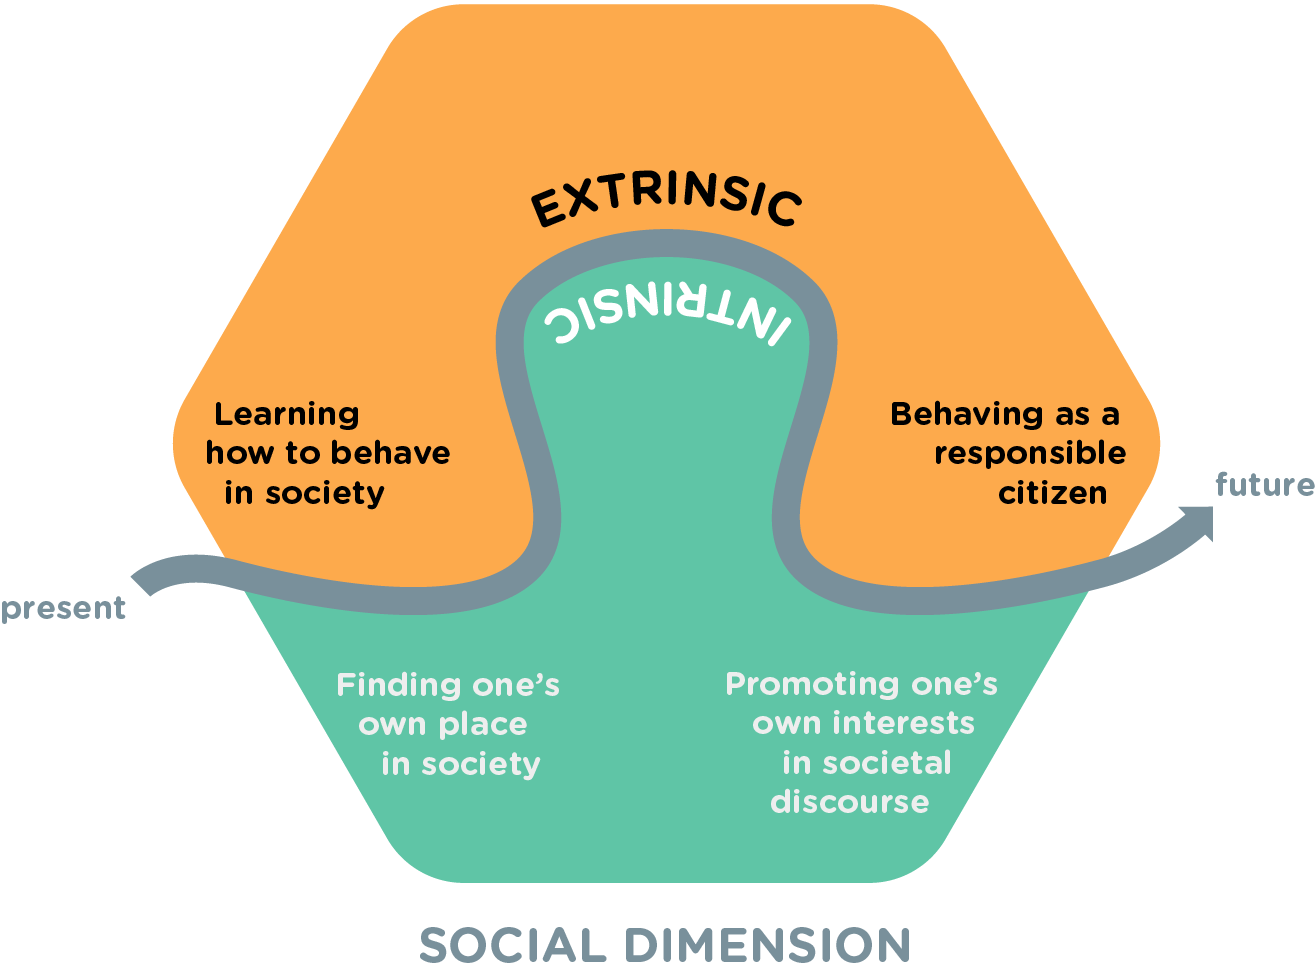 EXTRINSIC
INTRINSIC
Learning
how to behave
in society
Behaving as a
responsible
citizen
future
present
Finding one’s
own place
in society
Promoting one’s
own interests
in societal
discourse
SOCIAL DIMENSION